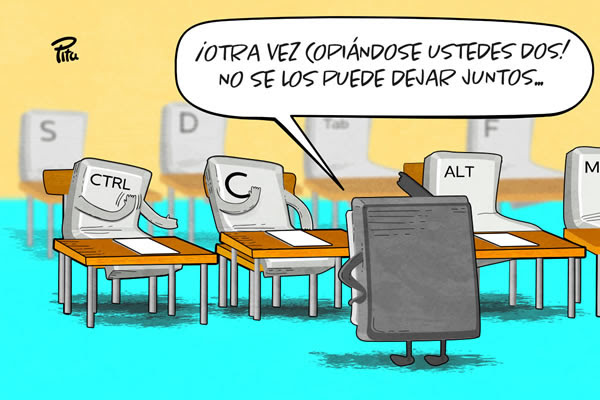 Pitu
¡OTRA VEZ COPIÁNDOSE USTEDES DOS!
NO SE LOS PUEDE DEJAR JUNTOS...
S
D
Tab
F
CTRL
C
ALT
M